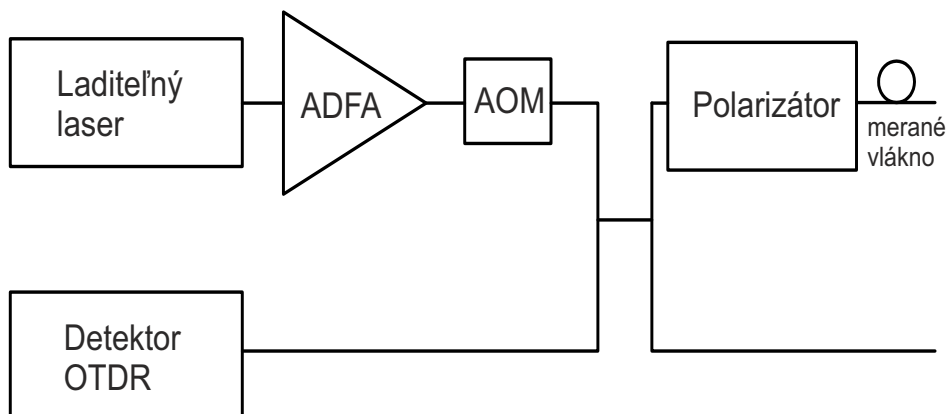 Laditeľný
laser
ADFA
AOM
Polarizátor
merané
vlákno
Detektor
OTDR